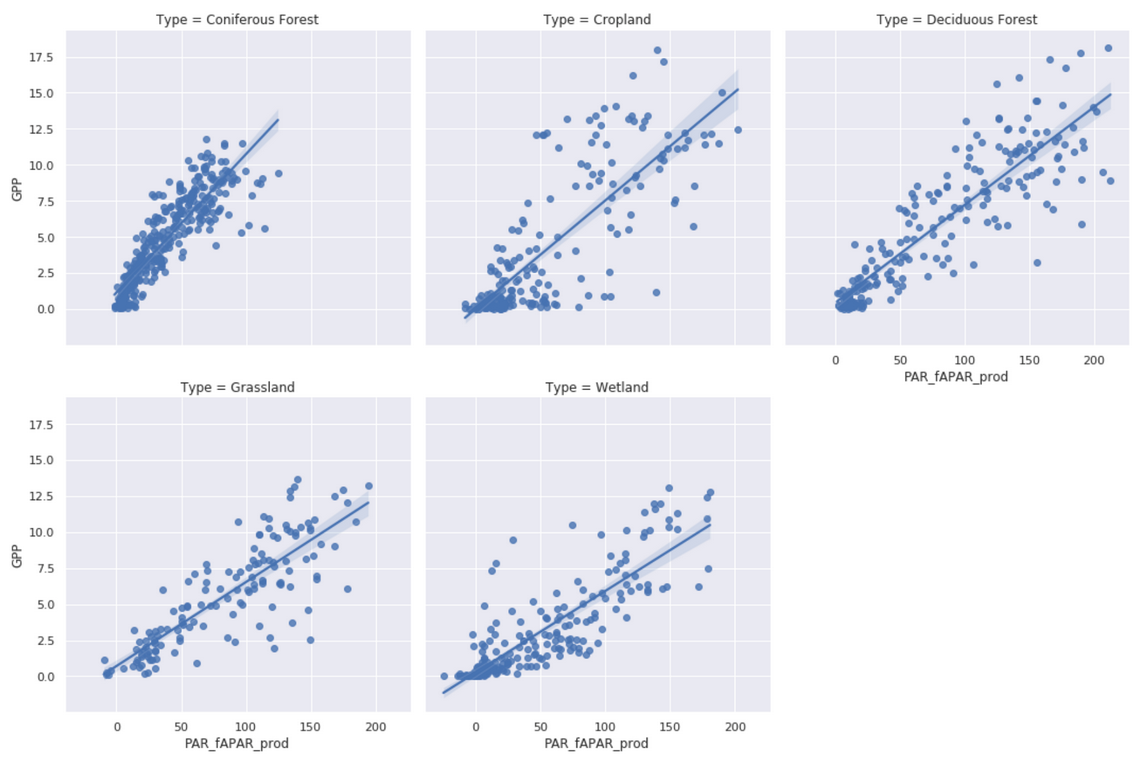 Type = Coniferous Forest
Type = Cropland
Type = Deciduous Forest
17.5
15.0
12.5
10.0
7.5
5.0
2.5
0.0
GPP
0 50 100 150 200
PAR_fAPAR_prod
Type = Grassland
Type = Wetland
17.5
15.0
12.5
10.0
7.5
5.0
2.5
0.0
GPP
0 50 100 150 200
PAR_fAPAR_prod
0 50 100 150 200
PAR_fAPAR_prod